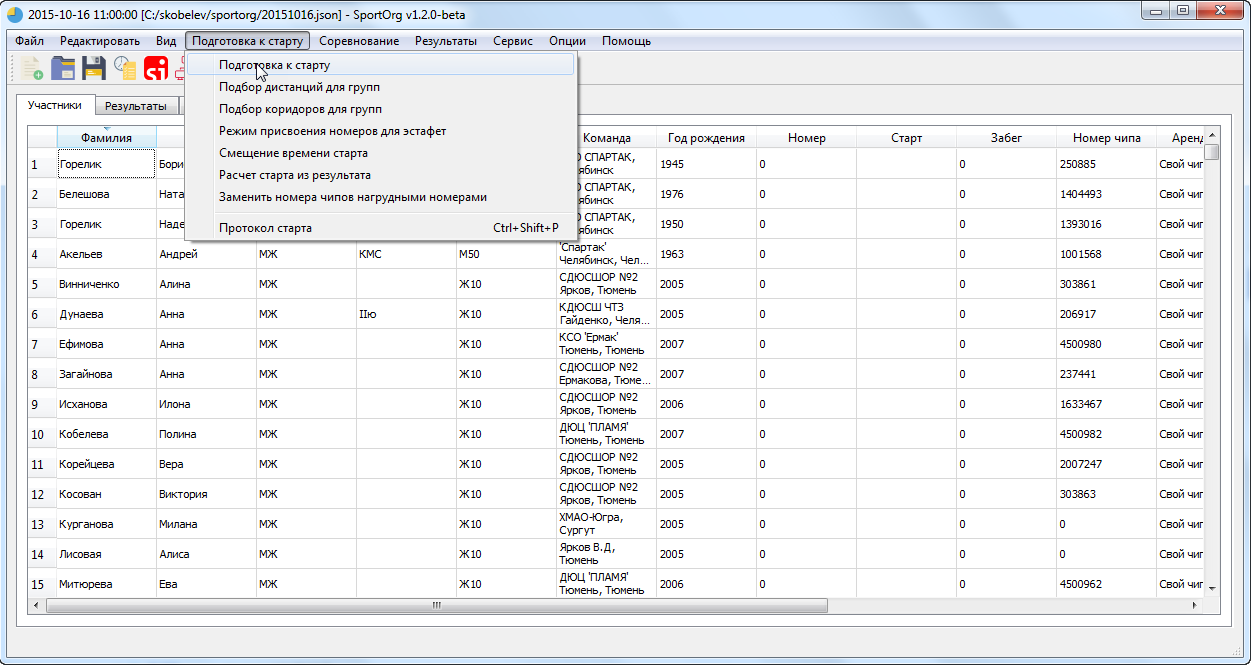 2015-10-16 11:00:00 [C:/skobelev/sportorg/20151016.json] - SportOrg v1.2.0-beta
Файл Редактировать Вид Подготовка к старту Соревнование Результаты Сервис Опции Помощь
Подготовка к старту
Подбор дистанций для групп
Подбор коридоров для групп
Режим присвоения номеров для эстафет
Смещение времени старта
Расчет старта из результата
Заменить номера чипов нагрудными номерами
Протокол старта Ctrl+Shift+P
Участники Результаты
Фамилия Команда Год рождения Номер Старт Забег Номер чипа Аренд
1 Горелик Бори О СПАРТАК, 1945 0 0 250885 Свой чип
ябинск
2 Белешова Ната О СПАРТАК, 1976 0 0 1404493 Свой чип
ябинск
3 Горелик Наде О СПАРТАК, 1950 0 0 1393016 Свой чип
ябинск
4 Акельев Андрей МЖ КМС М50 'Спартак' 1963 0 0 1001568 Свой чип
Челябинск, Чел...
5 Винниченко Алина МЖ Ж10 СДЮСШОР №2 2005 0 0 303861 Свой чип
Ярков, Тюмень
6 Дунаева Анна МЖ IIю Ж10 КДЮСШ ЧТЗ 2005 0 0 206917 Свой чип
Гайденко, Челя...
7 Ефимова Анна МЖ Ж10 КСО 'Ермак' 2007 0 0 4500980 Свой чип
Тюмень, Тюмень
8 Загайнова Анна МЖ Ж10 СДЮСШОР №2 2007 0 0 237441 Свой чип
Ермакова, Тюме...
9 Исханова Илона МЖ Ж10 СДЮСШОР №2 2006 0 0 1633467 Свой чип
Ярков, Тюмень
10 Кобелева Полина МЖ Ж10 ДЮЦ 'ПЛАМЯ' 2007 0 0 4500982 Свой чип
Тюмень, Тюмень
11 Корейцева Вера МЖ Ж10 СДЮСШОР №2 2005 0 0 2007247 Свой чип
Ярков, Тюмень
12 Косован Виктория МЖ Ж10 СДЮСШОР №2 2005 0 0 303863 Свой чип
Ярков, Тюмень
13 Курганова Милана МЖ Ж10 ХМАО-Югра, 2005 0 0 0 Свой чип
Сургут
14 Лисовая Алиса МЖ Ж10 Ярков В.Д, 2005 0 0 0 Свой чип
Тюмень
15 Митюрева Ева МЖ Ж10 ДЮЦ 'ПЛАМЯ' 2006 0 0 4500962 Свой чип
Тюмень, Тюмень